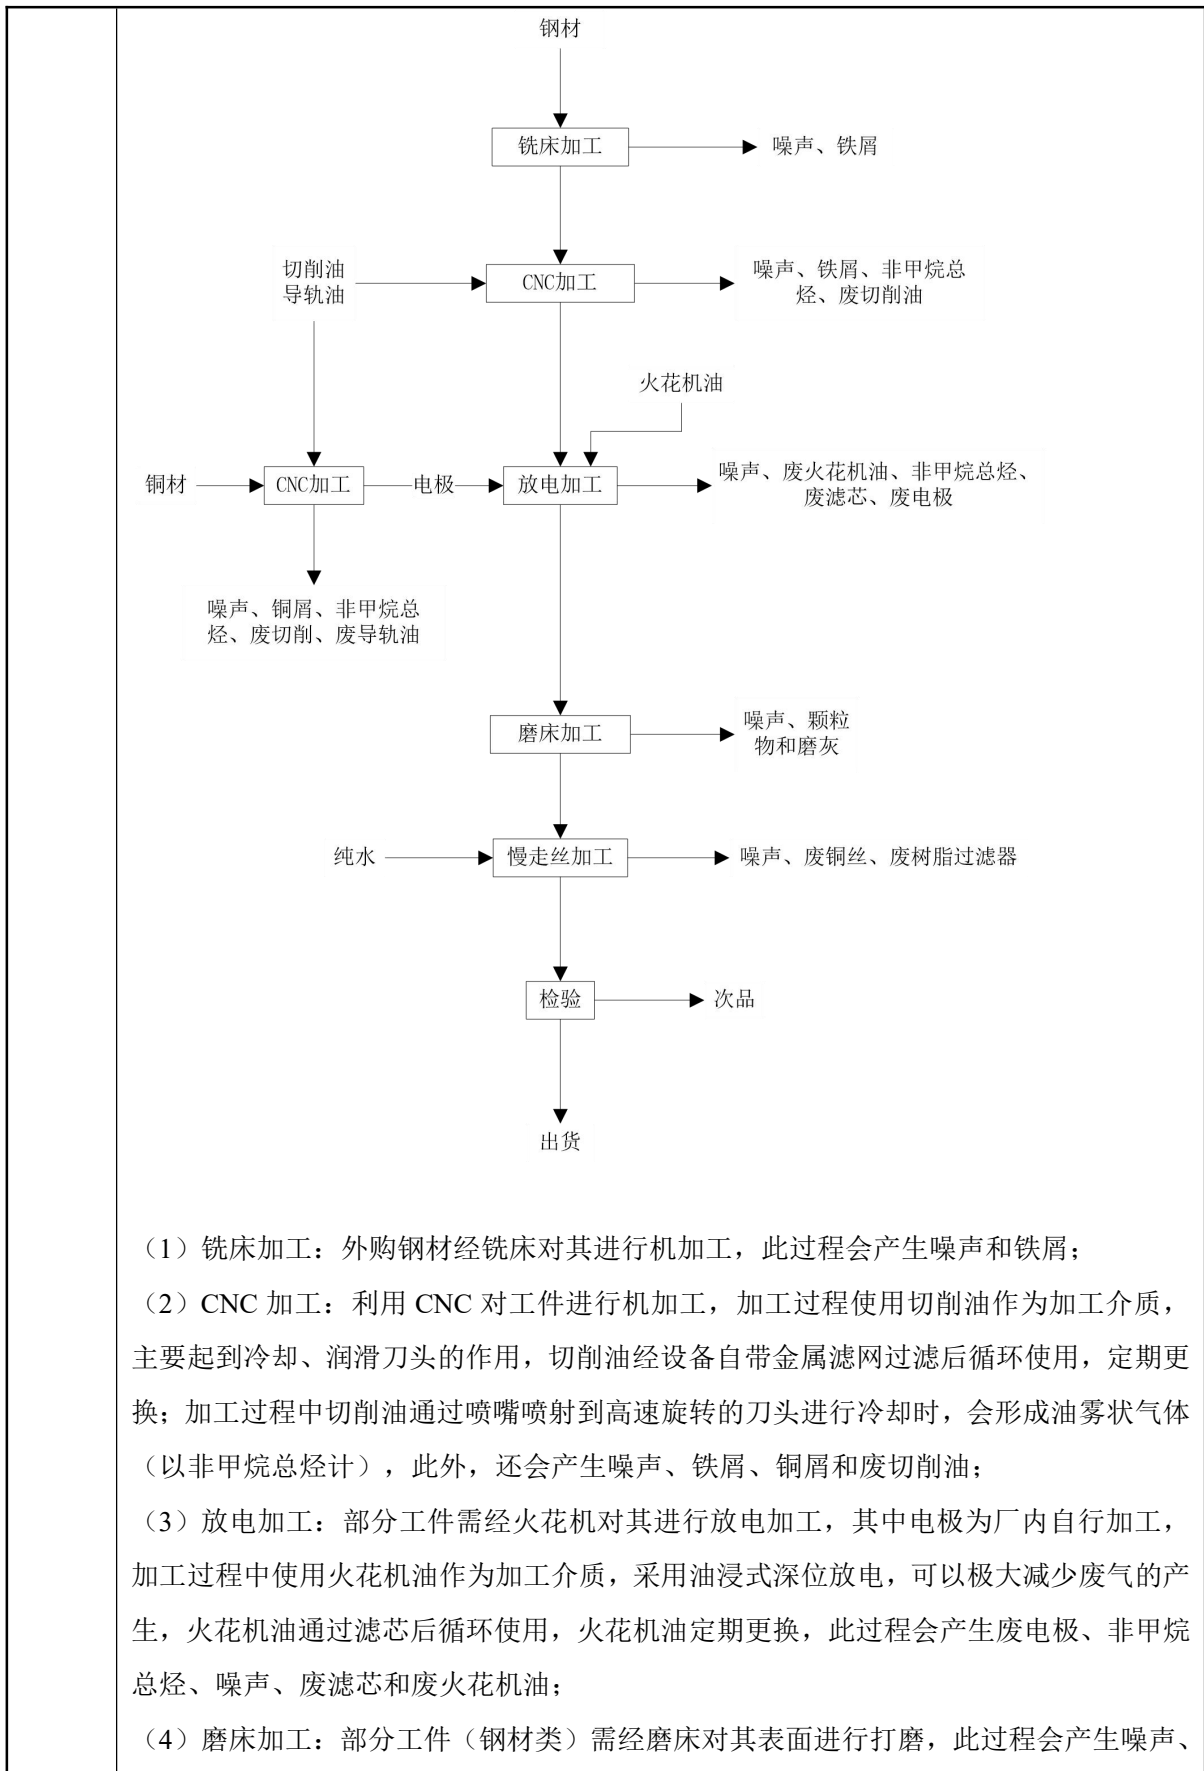 钢材
铣床加工
噪声、铁屑
切削油
导轨油
CNC加工
噪声、铁屑、非甲烷总
烃、废切削油
火花机油
铜材
CNC加工
电极
放电加工
噪声、废火花机油、非甲烷总烃、
废滤芯、废电极
噪声、铜屑、非甲烷总
烃、废切削、废导轨油
磨床加工
噪声、颗粒
物和磨灰
纯水
慢走丝加工
噪声、废铜丝、废树脂过滤器
检验
次品
出货
（1）铣床加工：外购钢材经铣床对其进行机加工，此过程会产生噪声和铁屑；
（2）CNC 加工：利用 CNC 对工件进行机加工，加工过程使用切削油作为加工介质，
主要起到冷却、润滑刀头的作用，切削油经设备自带金属滤网过滤后循环使用，定期更
换；加工过程中切削油通过喷嘴喷射到高速旋转的刀头进行冷却时，会形成油雾状气体
（以非甲烷总烃计），此外，还会产生噪声、铁屑、铜屑和废切削油；
（3）放电加工：部分工件需经火花机对其进行放电加工，其中电极为厂内自行加工，
加工过程中使用火花机油作为加工介质，采用油浸式深位放电，可以极大减少废气的产
生，火花机油通过滤芯后循环使用，火花机油定期更换，此过程会产生废电极、非甲烷
总烃、噪声、废滤芯和废火花机油；
（4）磨床加工：部分工件（钢材类）需经磨床对其表面进行打磨，此过程会产生噪声、